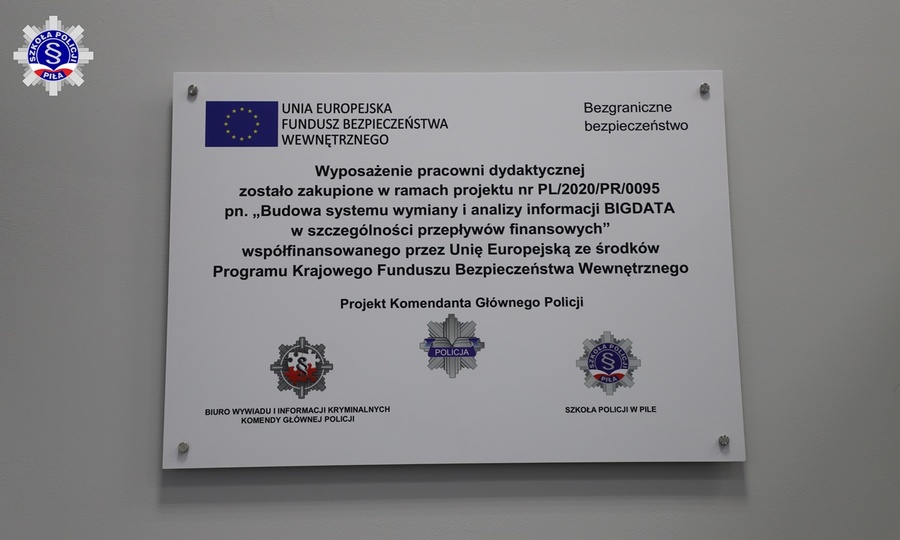 SZKOŁA POLICJI
PIŁA
UNIA EUROPEJSKA
FUNDUSZ BEZPIECZEŃSTWA
WEWNĘTRZNEGO
Bezgraniczne
bezpieczeństwo
Wyposażenie pracowni dydaktycznej
zostało zakupione w ramach projektu nr PL/2020/PR/0095
pn. „Budowa systemu wymiany i analizy informacji BIGDATA
w szczególności przepływów finansowych”
współfinansowanego przez Unię Europejską ze środków
Programu Krajowego Funduszu Bezpieczeństwa Wewnętrznego
Projekt Komendanta Głównego Policji
POLICJA
SZKOŁA POLICJI
PIŁA
BIURO WYWIADU I INFORMACJI KRYMINALNYCH
KOMENDY GŁÓWNEJ POLICJI
SZKOŁA POLICJI W PILE